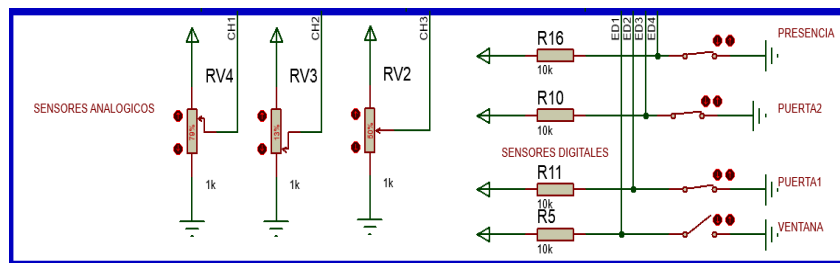 CH1
CH2
CH3
RV4
RV3
RV2
SENSORES ANALOGICOS
79%
13%
50%
1k
1k
1k
ED1
ED2
ED3
ED4
R16
10k
PRESENCIA
R10
10k
PUERTA2
SENSORES DIGITALES
R11
10k
PUERTA1
R5
10k
VENTANA